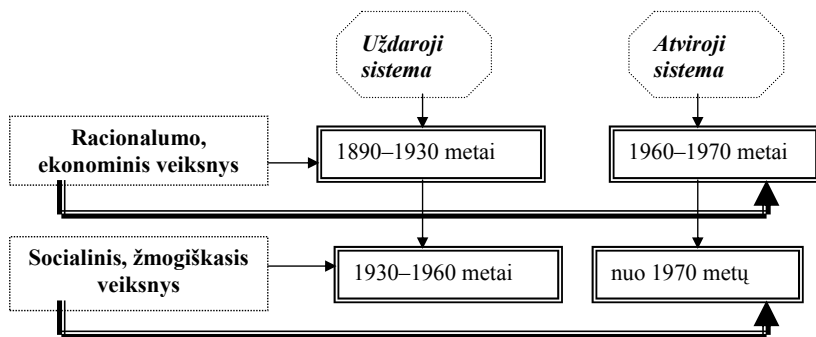 Uždaroji
sistema
Atviroji
sistema
Racionalumo,
ekonominis veiksnys
1890–1930 metai
1960–1970 metai
Socialinis, žmogiškasis
veiksnys
1930–1960 metai
nuo 1970 metų